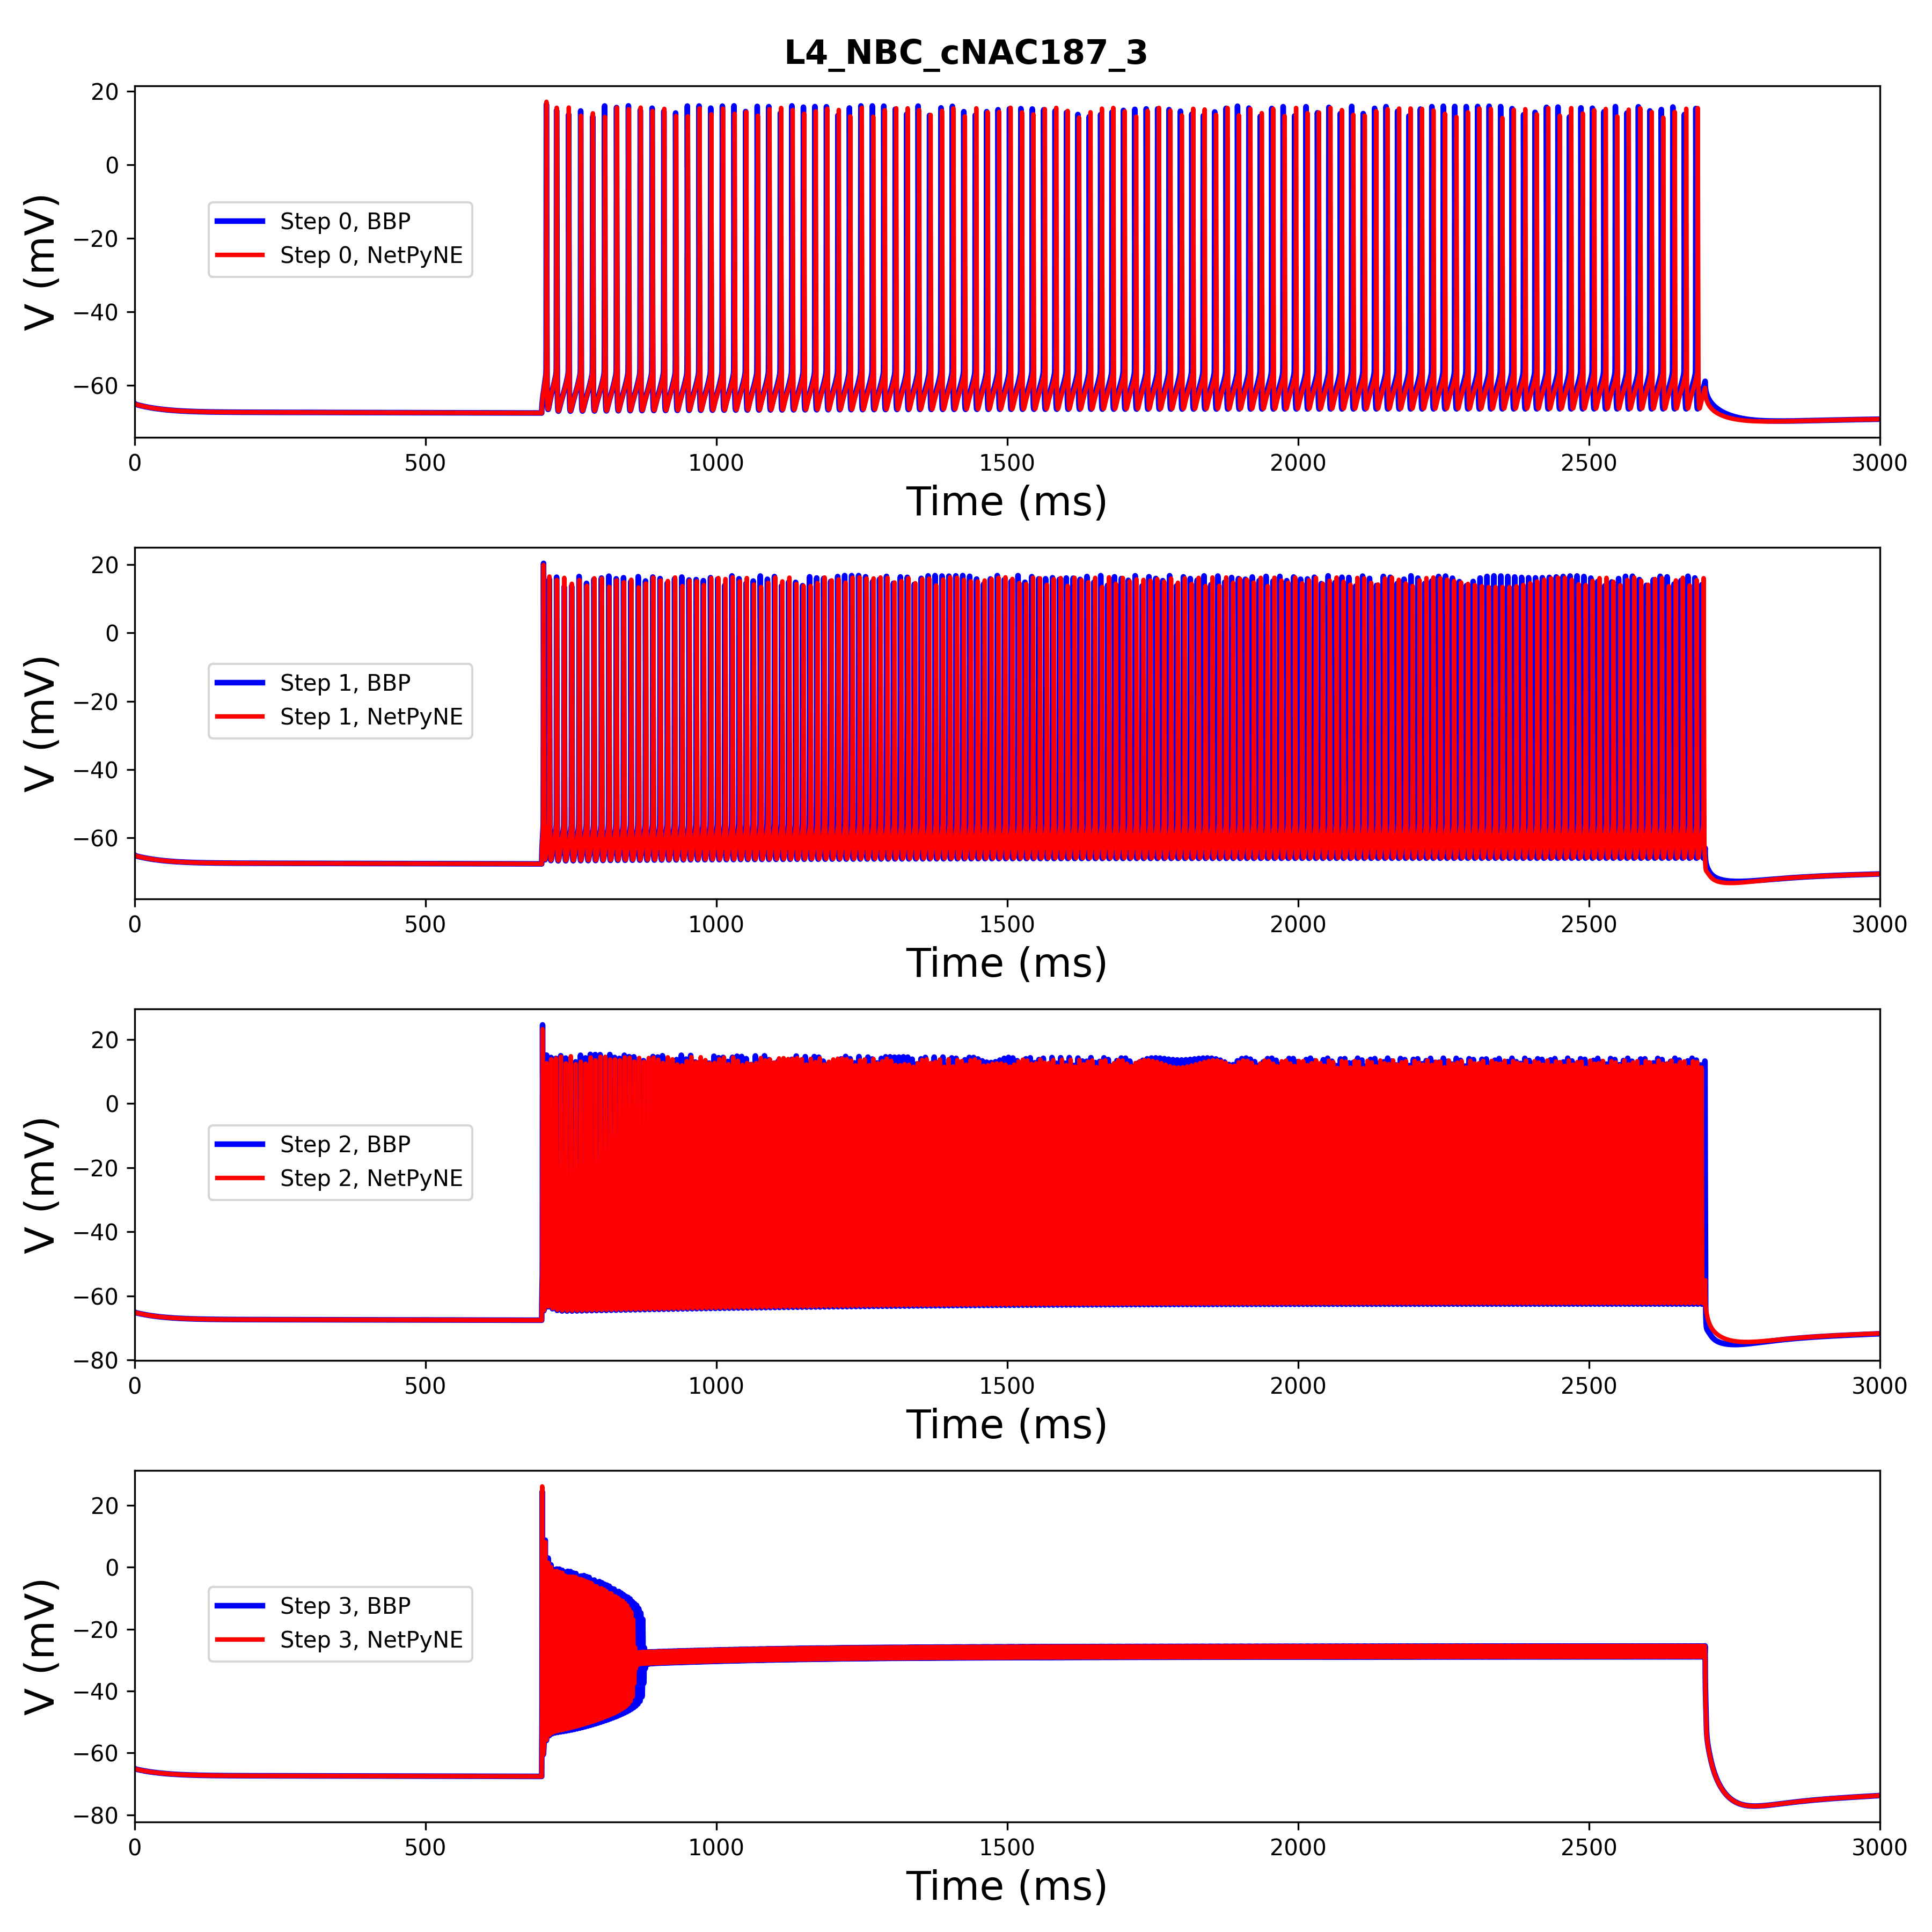 L4_NBC_cNAC187_3
20
0
−20
−40
−60
V (mV)
Step 0, BBP
Step 0, NetPyNE
0 500 1000 1500 2000 2500 3000
Time (ms)
20
0
−20
−40
−60
V (mV)
Step 1, BBP
Step 1, NetPyNE
0 500 1000 1500 2000 2500 3000
Time (ms)
20
0
−20
−40
−60
−80
V (mV)
Step 2, BBP
Step 2, NetPyNE
0 500 1000 1500 2000 2500 3000
Time (ms)
20
0
−20
−40
−60
−80
V (mV)
Step 3, BBP
Step 3, NetPyNE
0 500 1000 1500 2000 2500 3000
Time (ms)